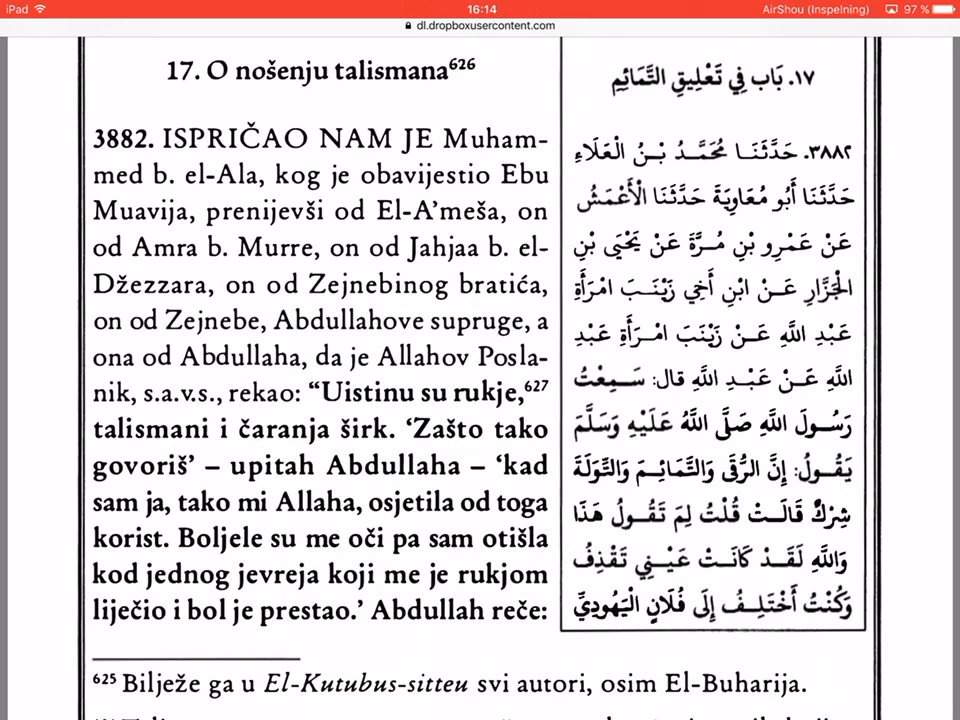 iPad 16:14 AirShou (Inspelning) 97 %
dl.dropboxusercontent.com
17. O nošenju talismana⁶²⁶
3882. ISPRIČAO NAM JE Muham-
med b. el-Ala, kog je obavijestio Ebu
Muavija, prenijevši od El-A’meša, on
od Amra b. Murre, on od Jahjaa b. el-
Džezzara, on od Zejnebinog bratića,
on od Zejnebe, Abdullahove supruge, a
ona od Abdullaha, da je Allahov Posla-
nik, s.a.v.s., rekao: “Uistinu su rukje,⁶²⁷
talismani i čaranja širk. ‘Zašto tako
govoriš’ – upitah Abdullaha – ‘kad
sam ja, tako mi Allaha, osjetila od toga
korist. Boljele su me oči pa sam otišla
kod jednog jevreja koji me je rukjom
liječio i bol je prestao.’ Abdullah reče:
١٧. بَاب فِي تَعْلِيقِ التَّمَائِمِ
٣٨٨٢. حَدَّثَنَا مُحَمَّدُ بْنُ الْعَلَاءِ
حَدَّثَنَا أَبُو مُعَاوِيَةَ حَدَّثَنَا الْأَعْمَشُ
عَنْ عَمْرِو بْنِ مُرَّةَ عَنْ يَحْيَى بْنِ
الْجَزَّارِ عَنْ ابْنِ أَخِي زَيْنَبَ امْرَأَةِ
عَبْدِ اللَّهِ عَنْ زَيْنَبَ امْرَأَةِ عَبْدِ
اللَّهِ عَنْ عَبْدِ اللَّهِ قال: سَمِعْتُ
رَسُولَ اللَّهِ صَلَّى اللَّهُ عَلَيْهِ وَسَلَّمَ
يَقُولُ: إِنَّ الرُّقَى وَالتَّمَائِمَ وَالتِّوَلَةَ
شِرْكٌ قَالَتْ قُلْتُ لِمَ تَقُولُ هَذَا
وَاللَّهِ لَقَدْ كَانَتْ عَيْنِي تَقْذِفُ
وَكُنْتُ أَخْتَلِفُ إِلَى فُلَانٍ الْيَهُودِيِّ
⁶²⁵ Bilježe ga u El-Kutubus-sitteu svi autori, osim El-Buharija.